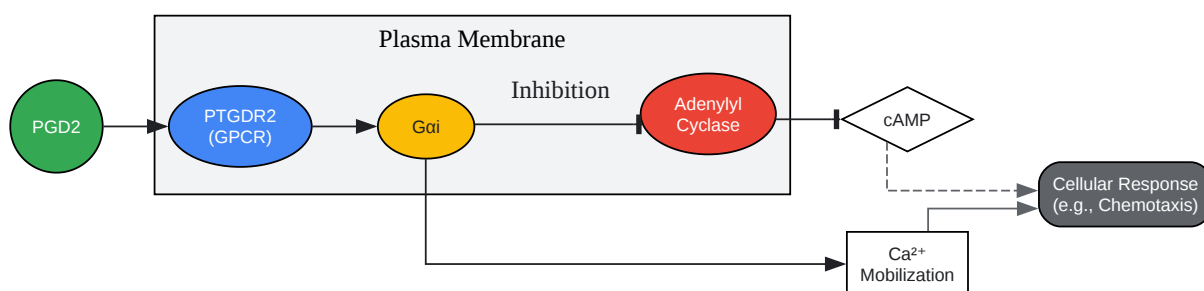 Plasma Membrane
PGD2
PTGDR2
(GPCR)
Gαi
Inhibition
Adenylyl
Cyclase
cAMP
Cellular Response
(e.g., Chemotaxis)
Ca²⁺
Mobilization